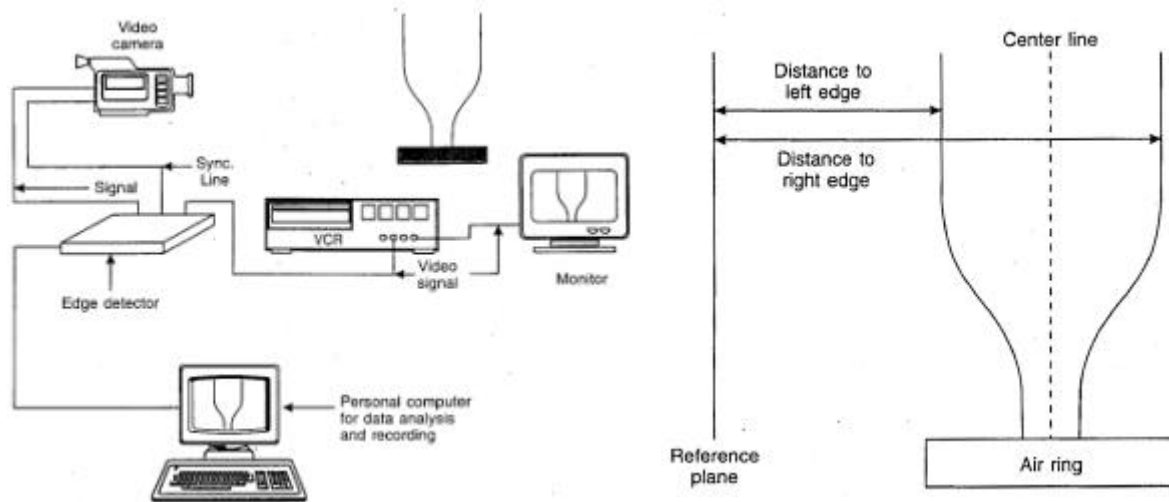 Video
camera
Sync.
Line
Signal
VCR
Video
signal
Monitor
Edge detector
Personal computer
for data analysis
and recording
Center line
Distance to
left edge
Distance to
right edge
Reference
plane
Air ring